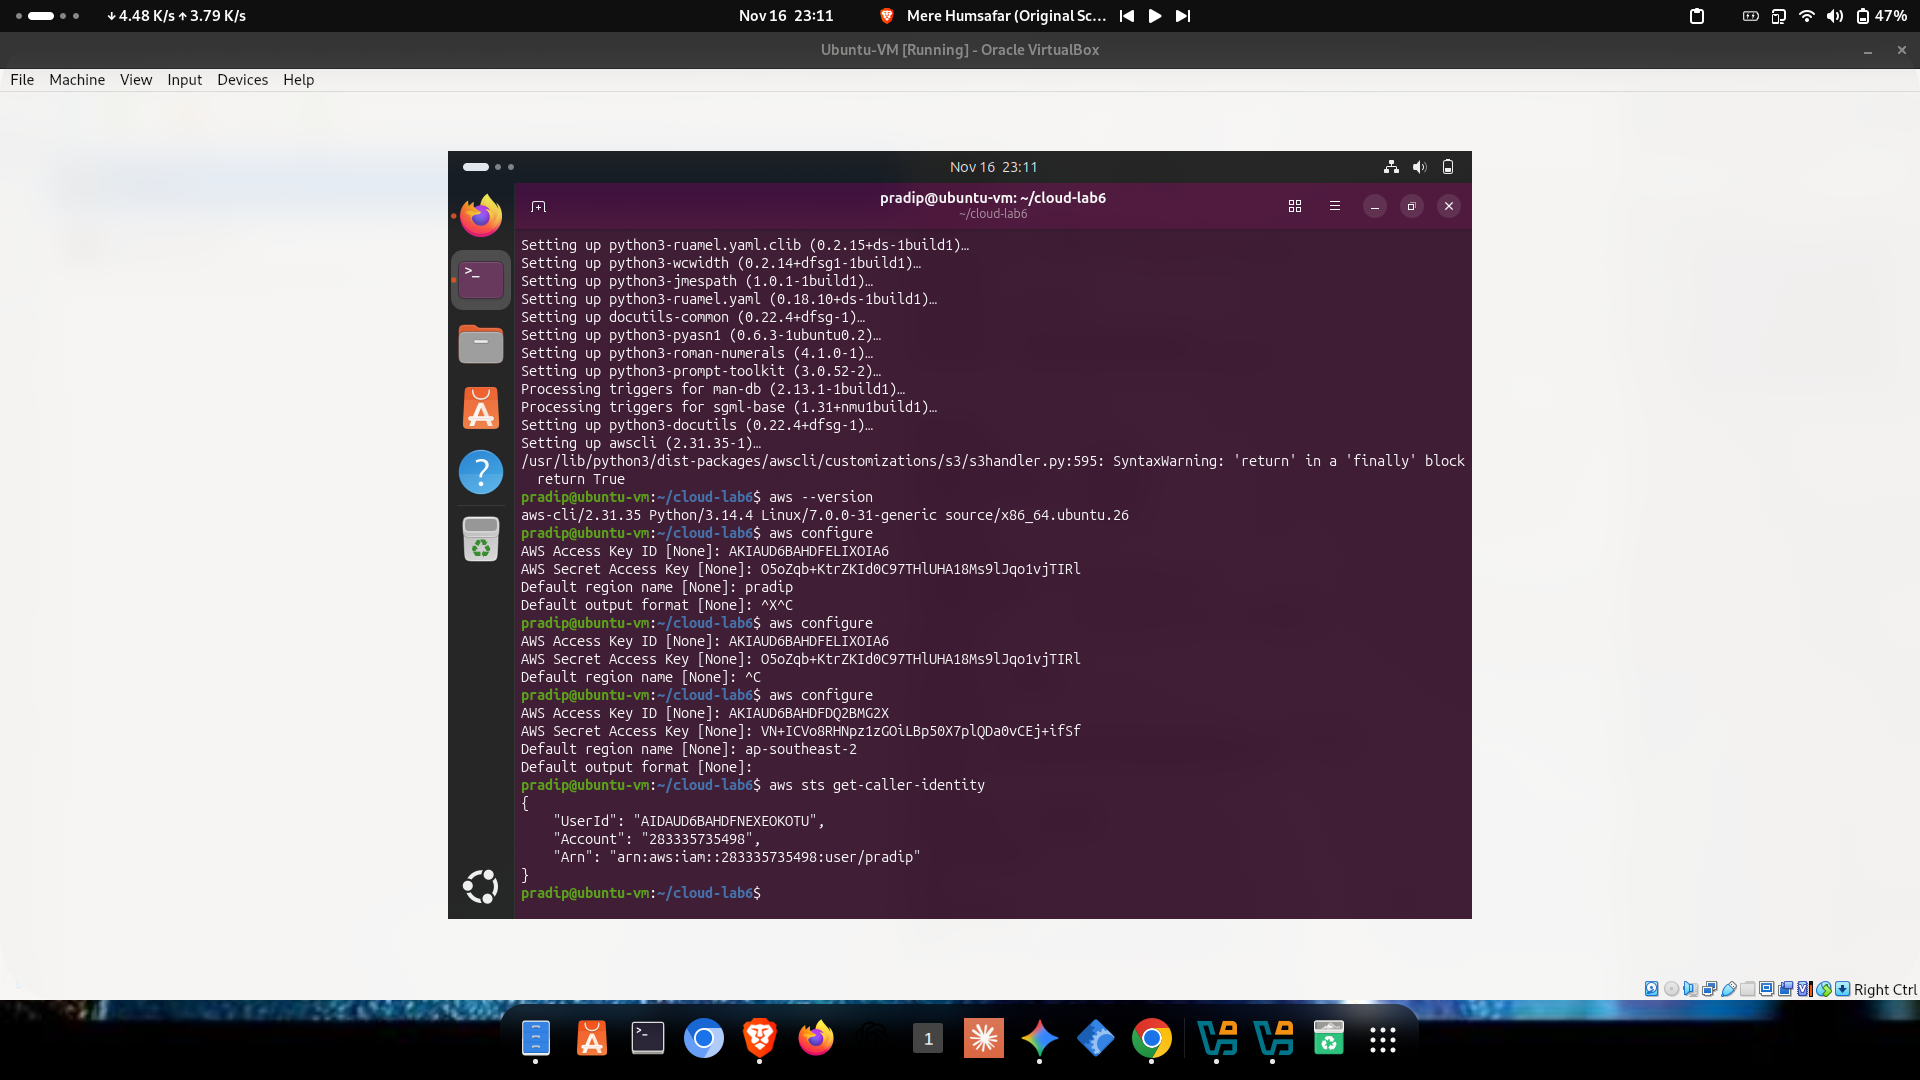 ↓ 4.48 K/s ↑ 3.79 K/s
Nov 16 23:11
Mere Humsafar (Original Sc…
47%
Ubuntu-VM [Running] - Oracle VirtualBox
File Machine View Input Devices Help
Nov 16 23:11
pradip@ubuntu-vm: ~/cloud-lab6
~/cloud-lab6
Setting up python3-ruamel.yaml.clib (0.2.15+ds-1build1)…
Setting up python3-wcwidth (0.2.14+dfsg1-1build1)…
Setting up python3-jmespath (1.0.1-1build1)…
Setting up python3-ruamel.yaml (0.18.10+ds-1build1)…
Setting up docutils-common (0.22.4+dfsg-1)…
Setting up python3-pyasn1 (0.6.3-1ubuntu0.2)…
Setting up python3-roman-numerals (4.1.0-1)…
Setting up python3-prompt-toolkit (3.0.52-2)…
Processing triggers for man-db (2.13.1-1build1)…
Processing triggers for sgml-base (1.31+nmu1build1)…
Setting up python3-docutils (0.22.4+dfsg-1)…
Setting up awscli (2.31.35-1)…
/usr/lib/python3/dist-packages/awscli/customizations/s3/s3handler.py:595: SyntaxWarning: 'return' in a 'finally' block
  return True
pradip@ubuntu-vm:~/cloud-lab6$ aws --version
aws-cli/2.31.35 Python/3.14.4 Linux/7.0.0-31-generic source/x86_64.ubuntu.26
pradip@ubuntu-vm:~/cloud-lab6$ aws configure
AWS Access Key ID [None]: AKIAUD6BAHDFELIXOIA6
AWS Secret Access Key [None]: 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
Default region name [None]: pradip
Default output format [None]: ^X^C
pradip@ubuntu-vm:~/cloud-lab6$ aws configure
AWS Access Key ID [None]: AKIAUD6BAHDFELIXOIA6
AWS Secret Access Key [None]: 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
Default region name [None]: ^C
pradip@ubuntu-vm:~/cloud-lab6$ aws configure
AWS Access Key ID [None]: AKIAUD6BAHDFDQ2BMG2X
AWS Secret Access Key [None]: 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
Default region name [None]: ap-southeast-2
Default output format [None]:
pradip@ubuntu-vm:~/cloud-lab6$ aws sts get-caller-identity
{
    "UserId": "AIDAUD6BAHDFNEXEOKOTU",
    "Account": "283335735498",
    "Arn": "arn:aws:iam::283335735498:user/pradip"
}
pradip@ubuntu-vm:~/cloud-lab6$
Right Ctrl
1